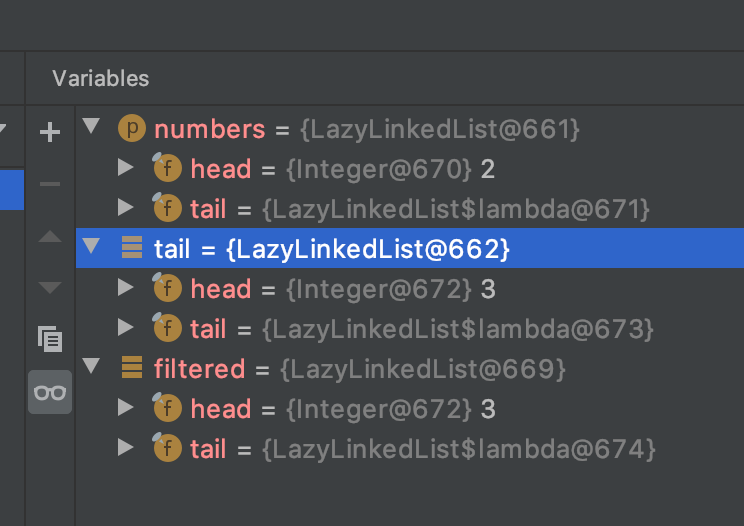 Variables
p numbers = {LazyLinkedList@661}
f head = {Integer@670} 2
f tail = {LazyLinkedList$lambda@671}
tail = {LazyLinkedList@662}
f head = {Integer@672} 3
f tail = {LazyLinkedList$lambda@673}
filtered = {LazyLinkedList@669}
f head = {Integer@672} 3
f tail = {LazyLinkedList$lambda@674}